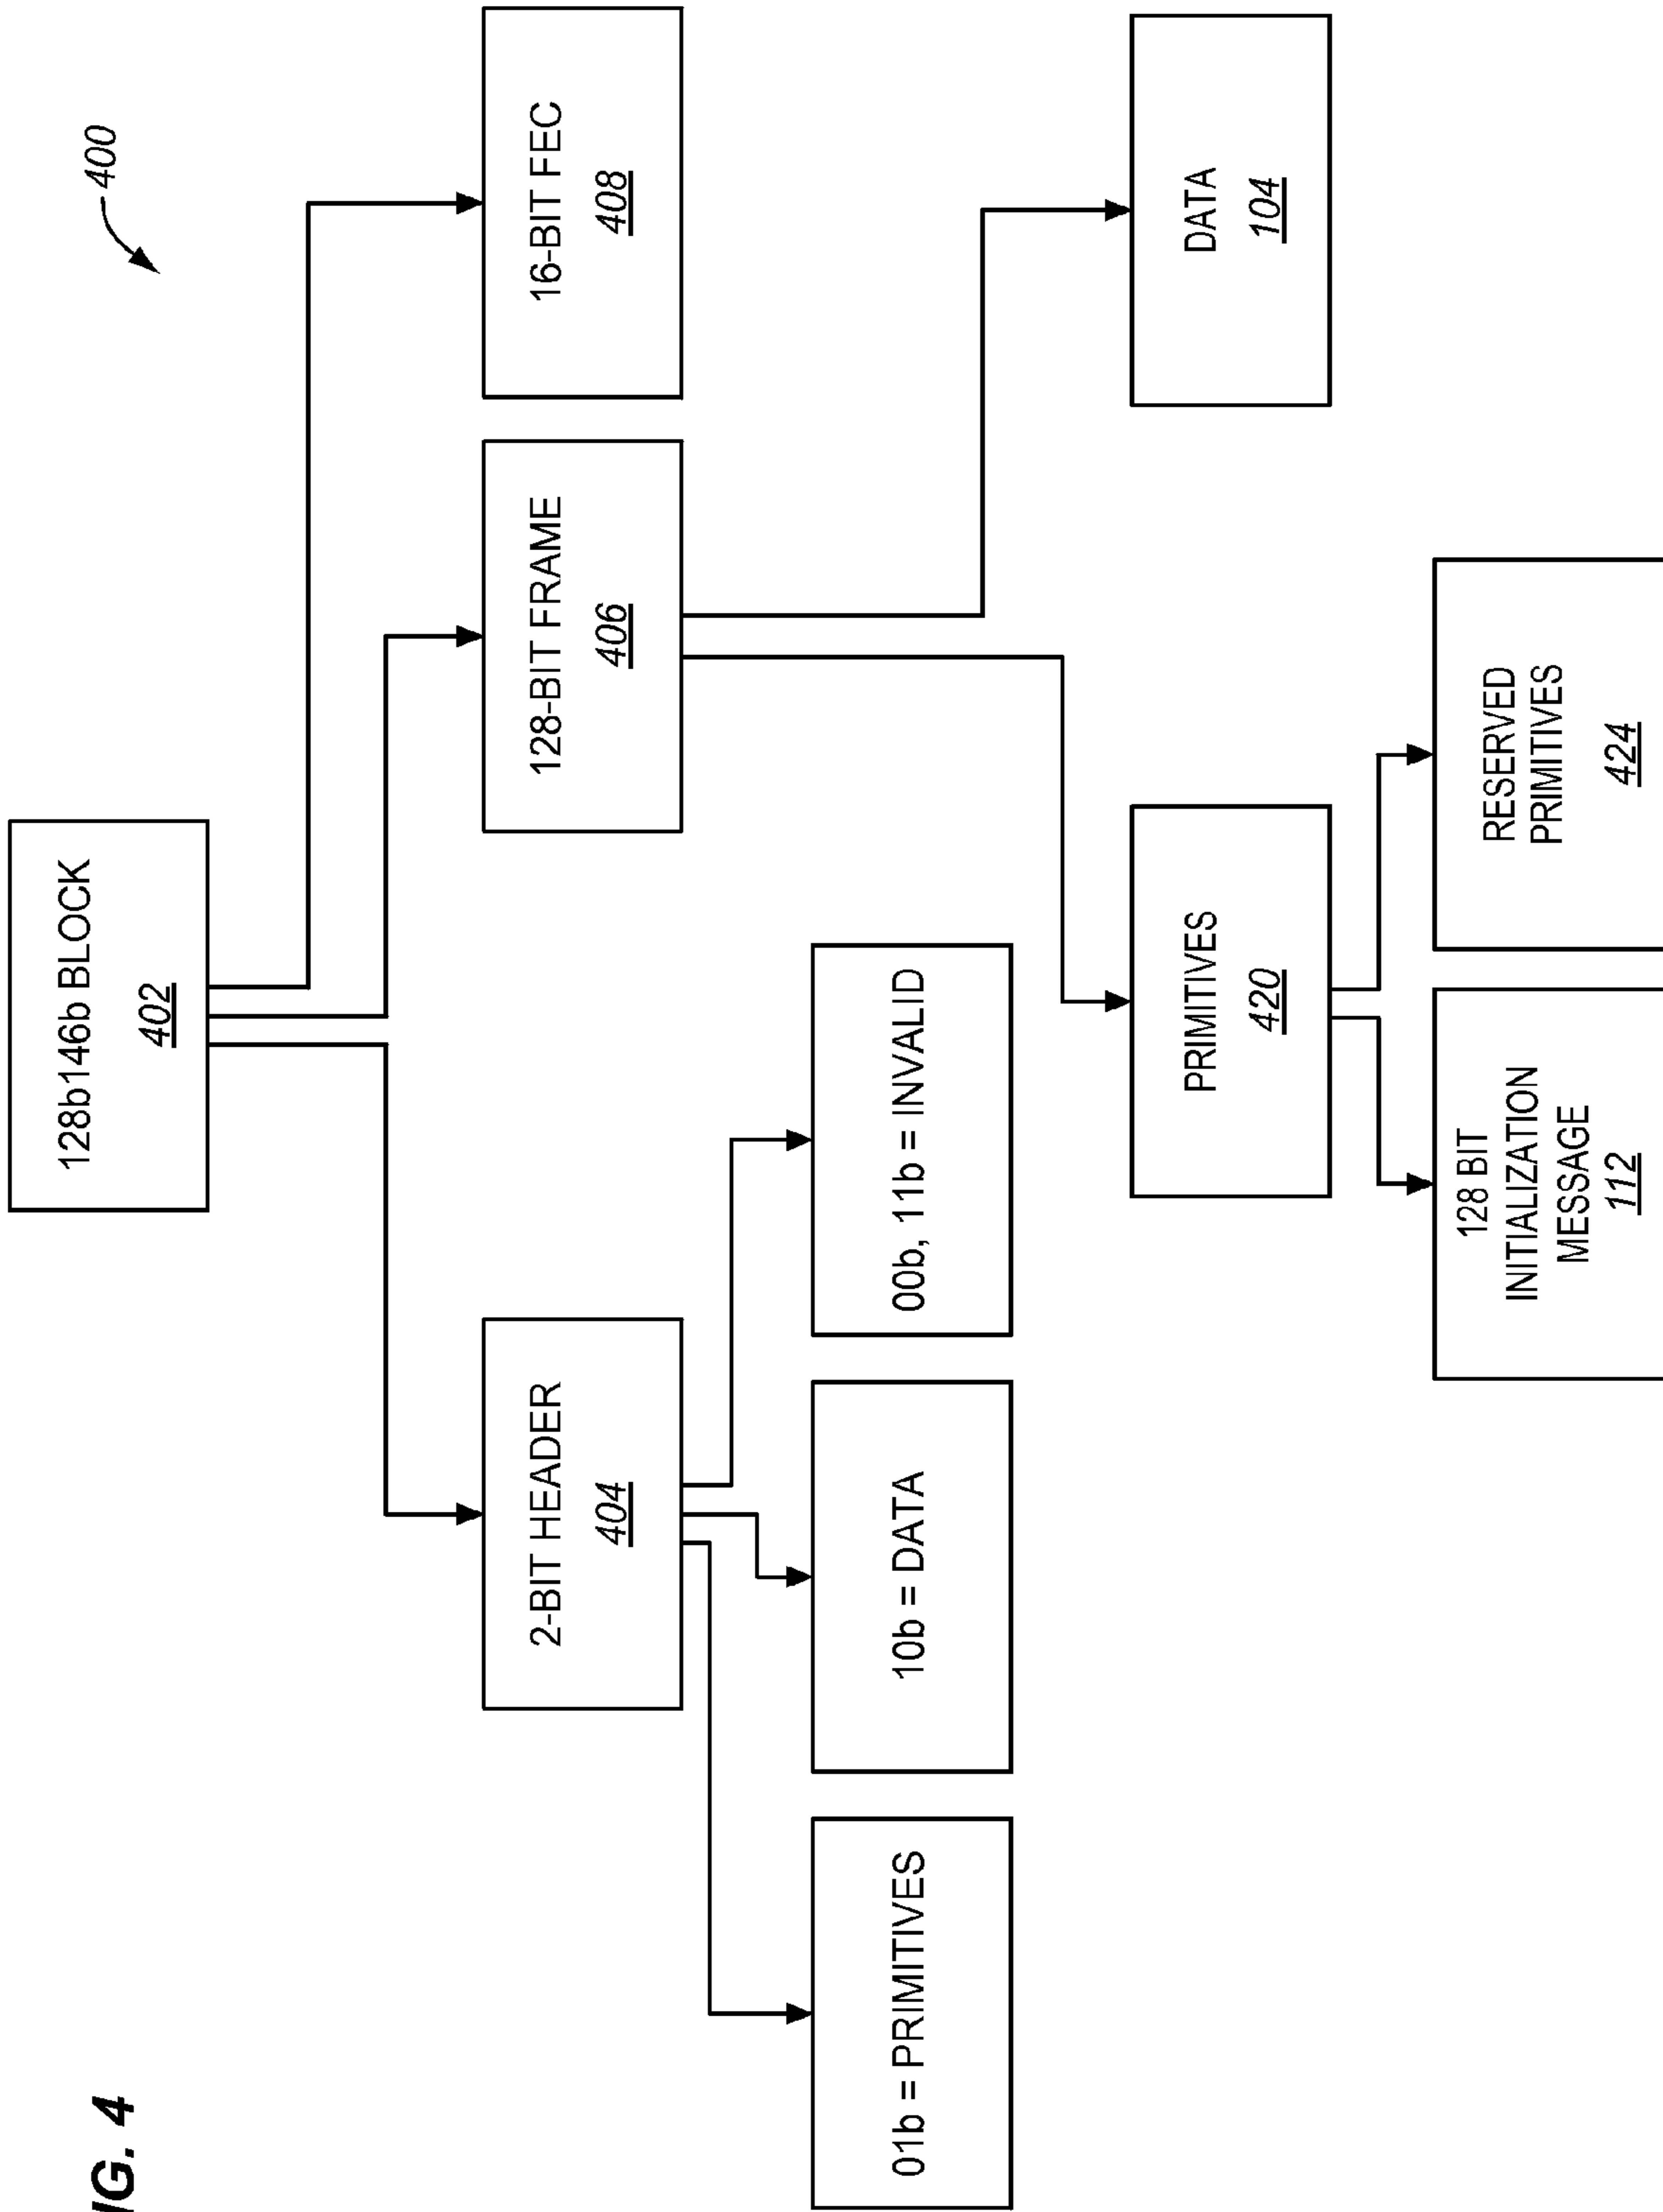 400
128b146b BLOCK
402
2-BIT HEADER
404
128-BIT FRAME
406
16-BIT FEC
408
01b = PRIMITIVES
10b = DATA
00b, 11b = INVALID
PRIMITIVES
420
DATA
104
128 BIT
INITIALIZATION
MESSAGE
112
RESERVED
PRIMITIVES
424
IG. 4